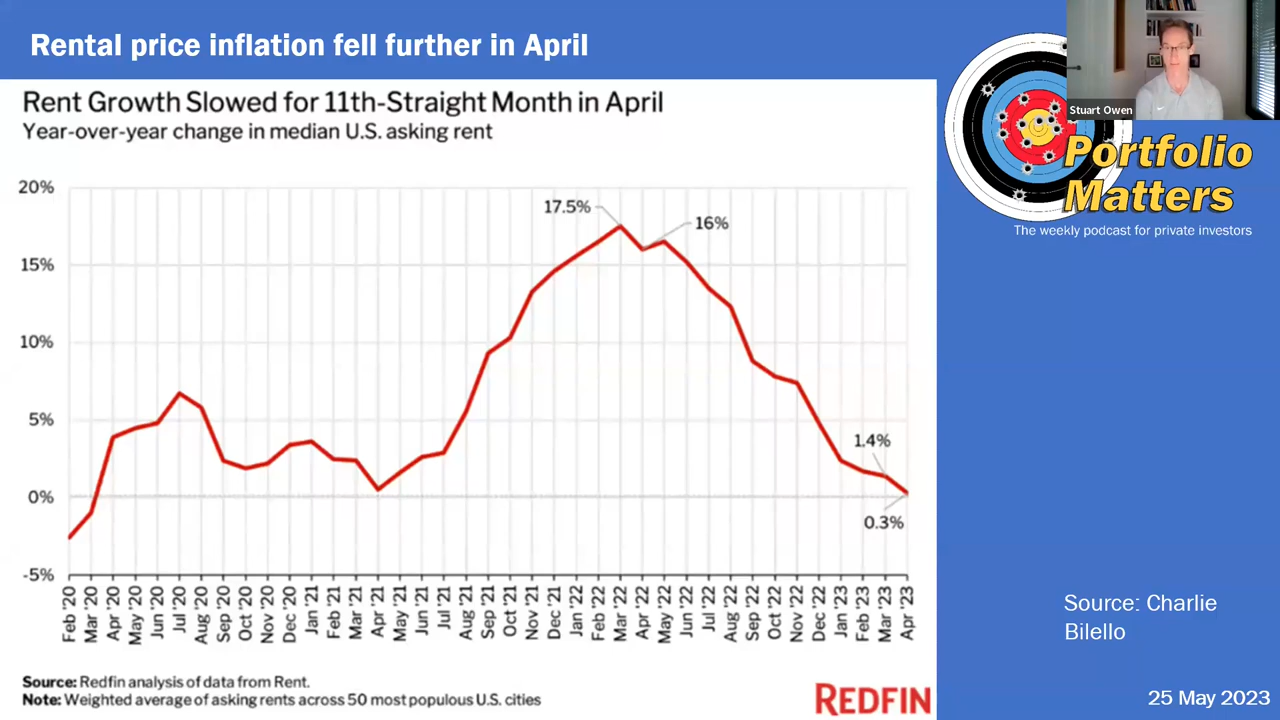 Rental price inflation fell further in April
Stuart Owen
Portfolio
Matters
The weekly podcast for private investors
Rent Growth Slowed for 11th-Straight Month in April
Year-over-year change in median U.S. asking rent
20%
15%
10%
5%
0%
-5%
17.5%
16%
1.4%
0.3%
Feb '20
Mar '20
Apr '20
May '20
Jun '20
Jul '20
Aug '20
Sep '20
Oct '20
Nov '20
Dec '20
Jan '21
Feb '21
Mar '21
Apr '21
May '21
Jun '21
Jul '21
Aug '21
Sep '21
Oct '21
Nov '21
Dec '21
Jan '22
Feb '22
Mar '22
Apr '22
May '22
Jun '22
Jul '22
Aug '22
Sep '22
Oct '22
Nov '22
Dec '22
Jan '23
Feb '23
Mar '23
Apr '23
Source: Redfin analysis of data from Rent.
Note: Weighted average of asking rents across 50 most populous U.S. cities
REDFIN
Source: Charlie
Bilello
25 May 2023